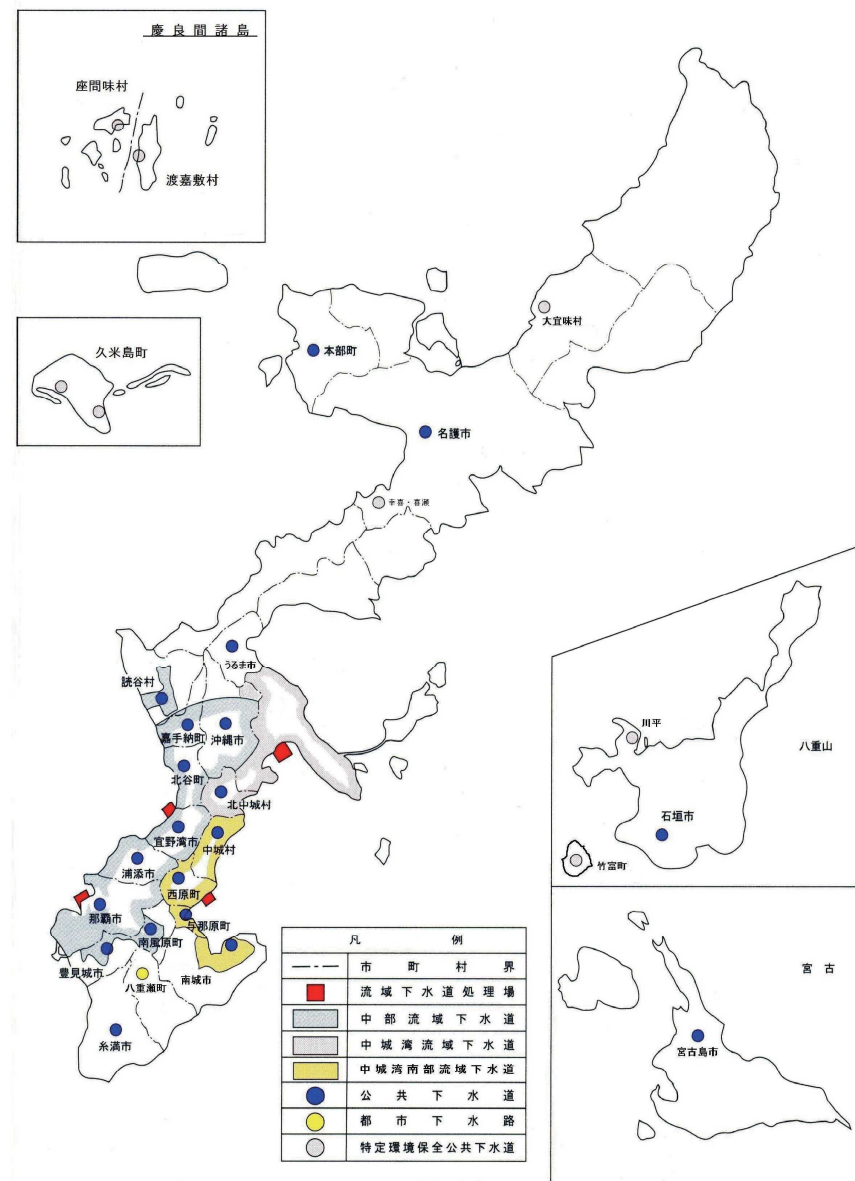 慶良間諸島
座間味村
渡嘉敷村
久米島町
本部町
大宜味村
名護市
幸喜・喜瀬
うるま市
読谷村
嘉手納町
沖縄市
北谷町
北中城村
宜野湾市
中城村
浦添市
西原町
那覇市
与那原町
南風原町
豊見城市
南城市
八重瀬町
糸満市
川平
八重山
石垣市
竹富町
宮古
宮古島市
凡例
市町村界
流域下水道処理場
中部流域下水道
中城湾流域下水道
中城湾南部流域下水道
公共下水道
都市下水路
特定環境保全公共下水道